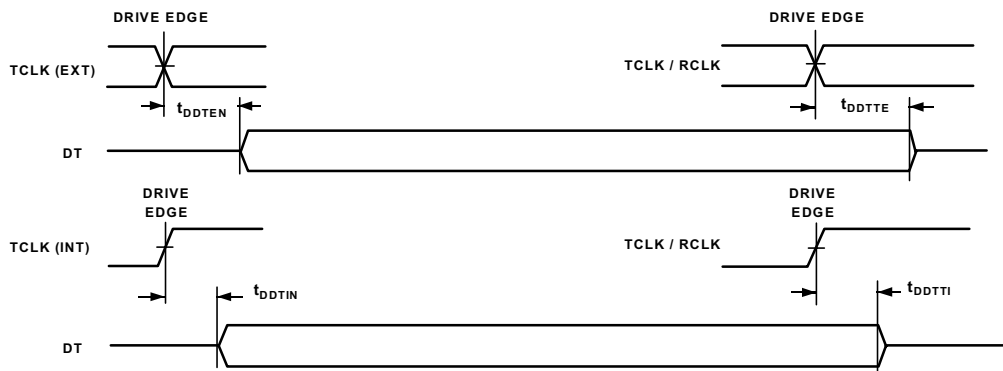 DRIVE EDGE
DRIVE EDGE
TCLK (EXT)
TCLK / RCLK
tDDTEN
tDDTTE
DT
DRIVE
EDGE
DRIVE
EDGE
TCLK (INT)
TCLK / RCLK
tDDTIN
tDDTTI
DT